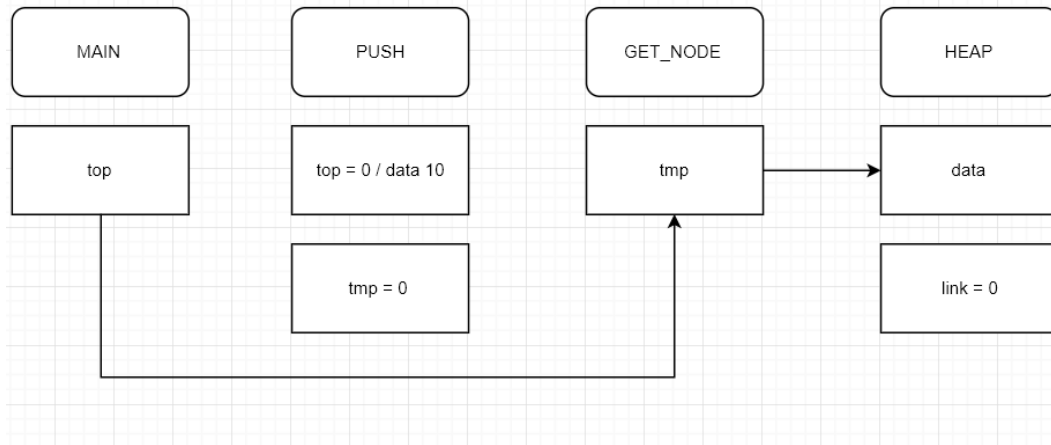 MAIN
PUSH
GET_NODE
HEAP
top
top = 0 / data 10
tmp
data
tmp = 0
link = 0